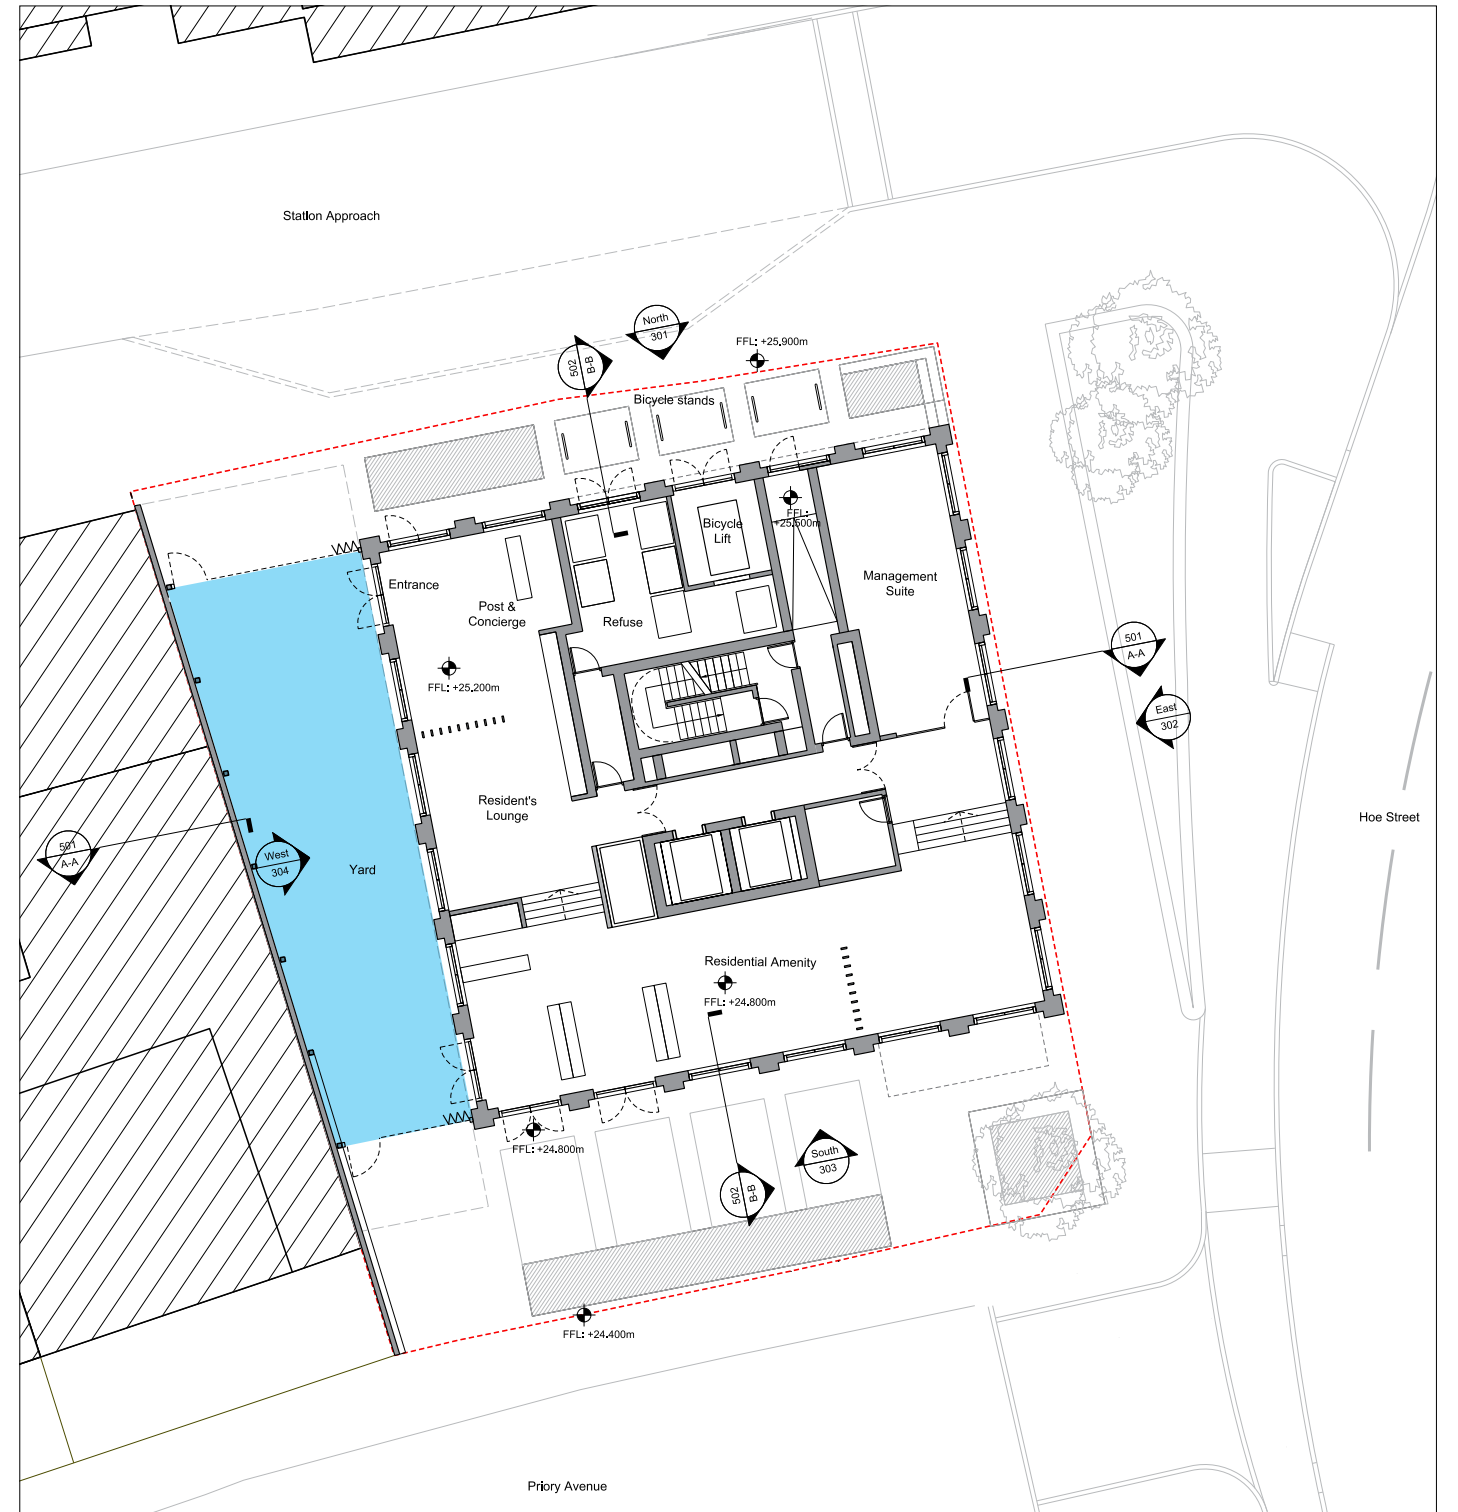 Station Approach
North
301
502
B-B
FFL: +25.900m
Bicycle stands
FFL:
+25.500m
Bicycle
Lift
Entrance
Management
Suite
Post &
Concierge
Refuse
501
A-A
FFL: +25.200m
East
302
Resident's
Lounge
Hoe Street
501
A-A
West
304
Yard
Residential Amenity
FFL: +24.800m
FFL: +24.800m
South
303
502
B-B
FFL: +24.400m
Priory Avenue